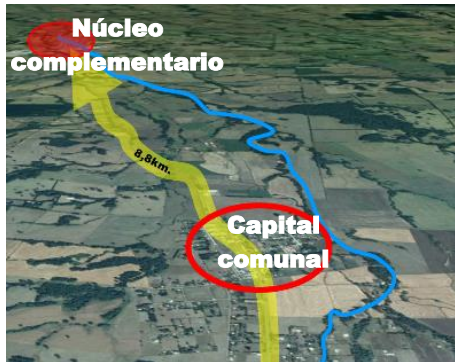 Núcleo
complementario
8,8km.
Capital
comunal